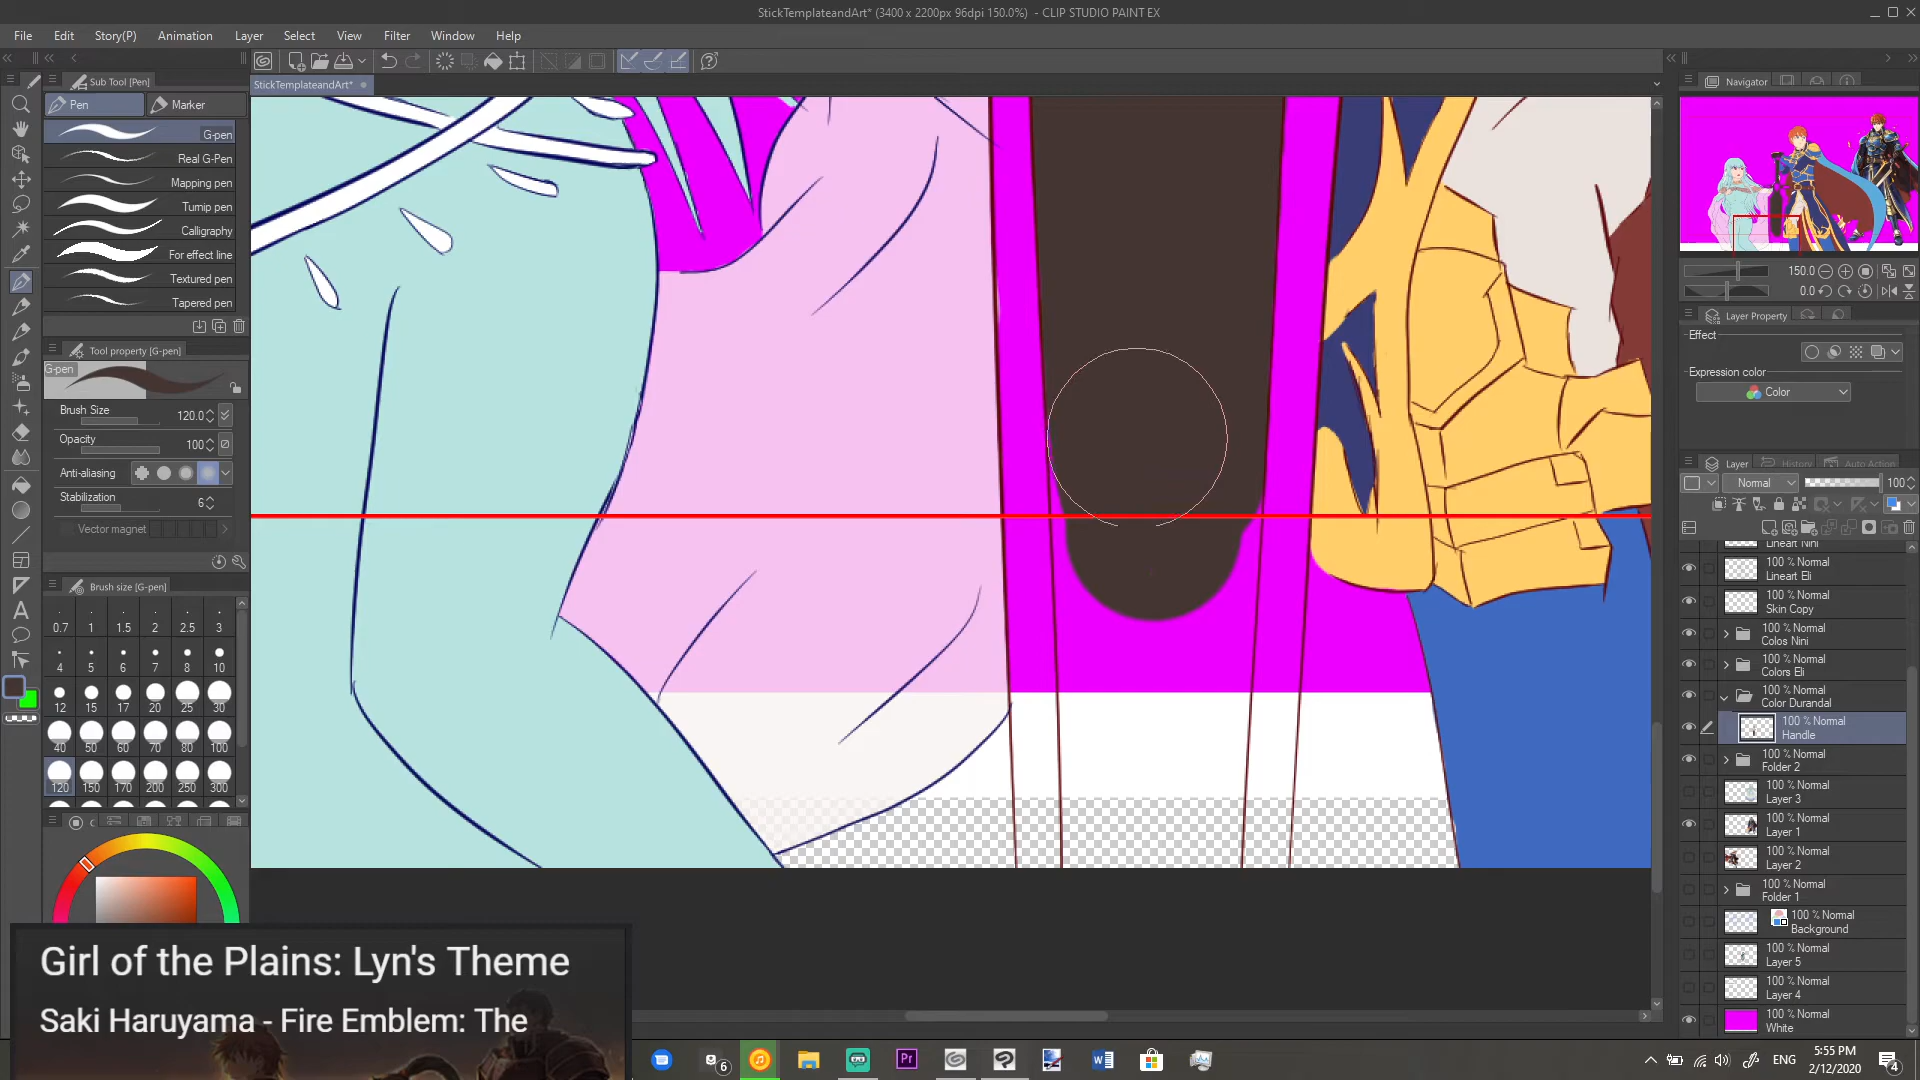 StickTemplateandArt* (3400 x 2200px 96dpi 150.0%) - CLIP STUDIO PAINT EX
File Edit Story(P) Animation Layer Select View Filter Window Help
Sub Tool [Pen]
StickTemplateandArt*
Navigator
Pen Marker
G-pen
Real G-Pen
Mapping pen
Turnip pen
Calligraphy
For effect line
Textured pen
Tapered pen
150.0
0.0
Layer Property
Effect
Expression color
Color
Tool property [G-pen]
G-pen
Brush Size 120.0
Opacity 100
Anti-aliasing
Stabilization 6
Vector magnet
Layer History Auto Action
Normal 100
Lineart Nini
100 % Normal
Lineart Eli
100 % Normal
Skin Copy
100 % Normal
Colos Nini
100 % Normal
Colors Eli
100 % Normal
Color Durandal
100 % Normal
Handle
100 % Normal
Folder 2
100 % Normal
Layer 3
100 % Normal
Layer 1
100 % Normal
Layer 2
100 % Normal
Folder 1
100 % Normal
Background
100 % Normal
Layer 5
100 % Normal
Layer 4
100 % Normal
White
Brush size [G-pen]
0.7 1 1.5 2 2.5 3
4 5 6 7 8 10
12 15 17 20 25 30
40 50 60 70 80 100
120 150 170 200 250 300
Girl of the Plains: Lyn's Theme
Saki Haruyama - Fire Emblem: The
6
Pr
ENG
5:55 PM
2/12/2020
4